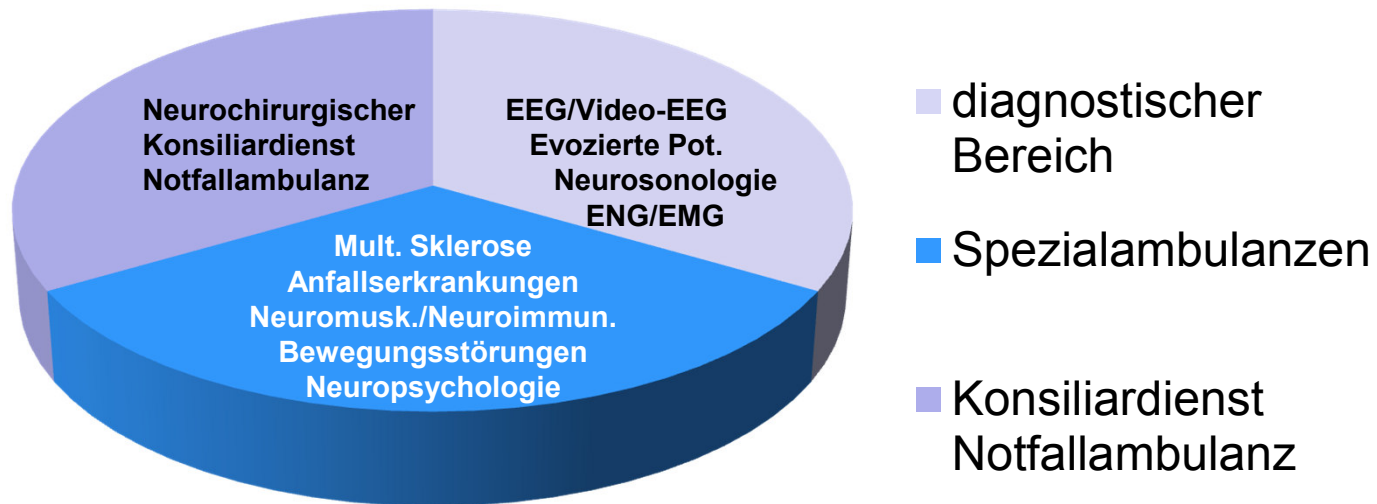 Neurochirurgischer
Konsiliardienst
Notfallambulanz
EEG/Video-EEG
Evozierte Pot.
Neurosonologie
ENG/EMG
Mult. Sklerose
Anfallserkrankungen
Neuromusk./Neuroimmun.
Bewegungsstörungen
Neuropsychologie
diagnostischer
Bereich
Spezialambulanzen
Konsiliardienst
Notfallambulanz